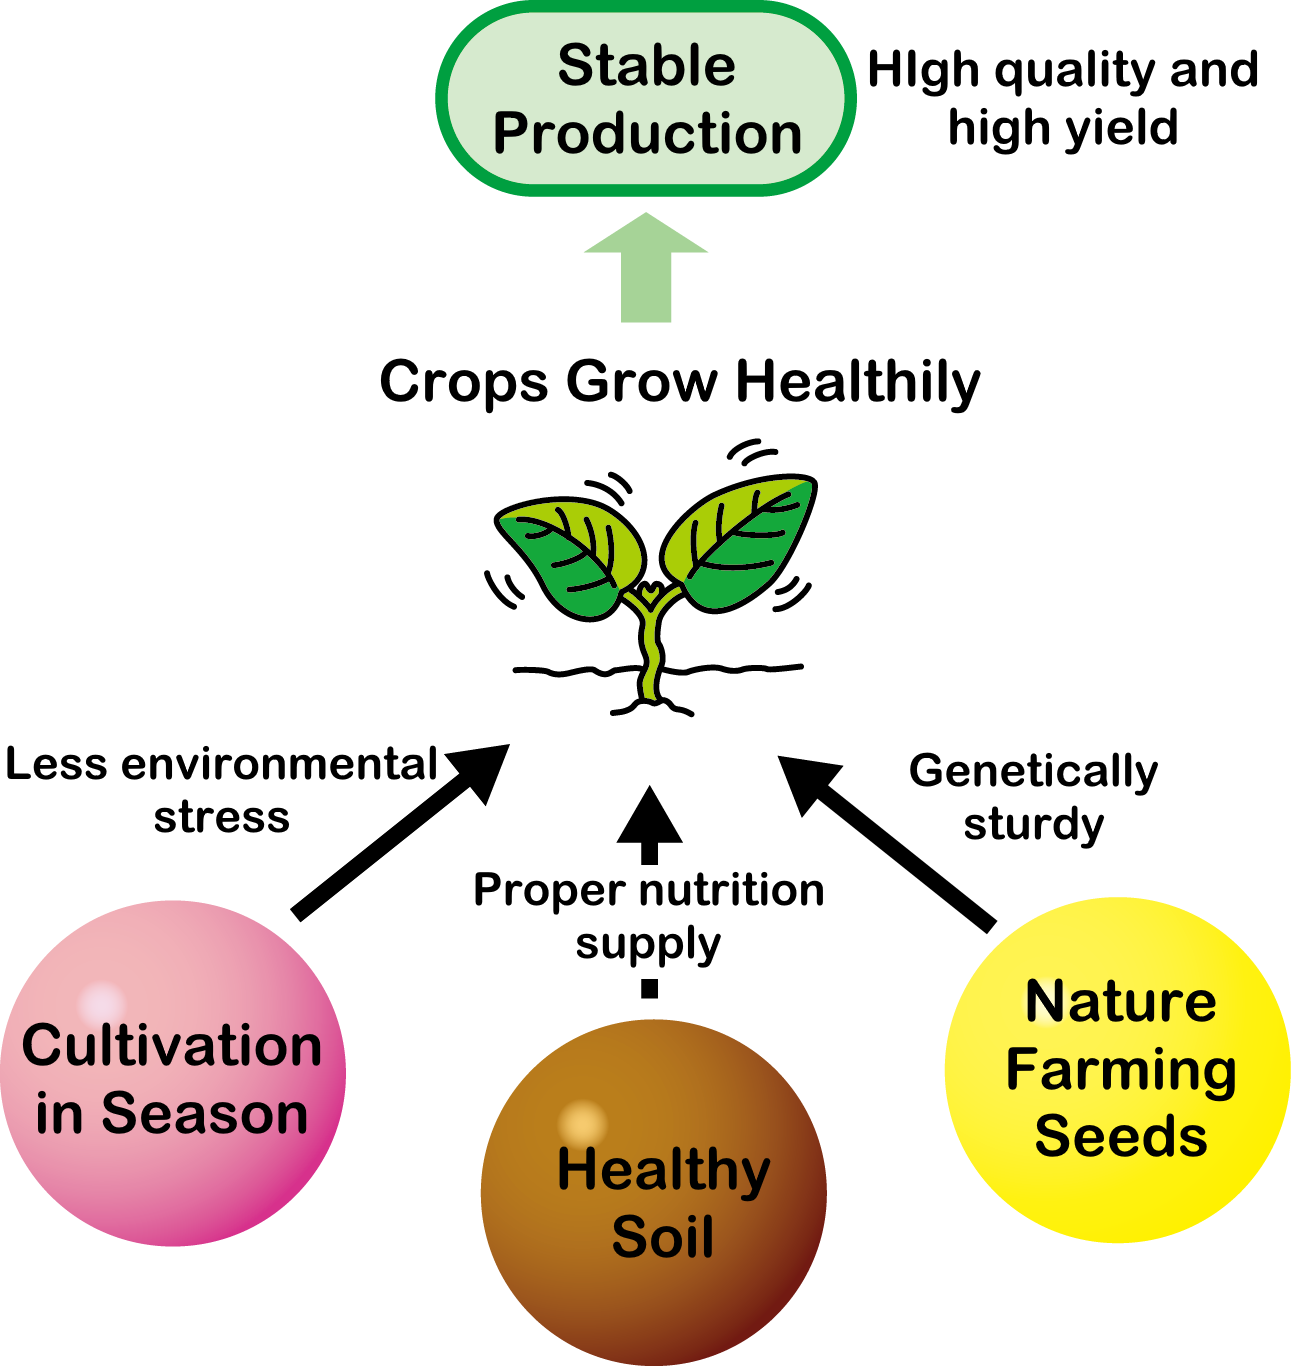 Stable
Production
HIgh quality and
high yield
Crops Grow Healthily
Less environmental
stress
Genetically
sturdy
Proper nutrition
supply
Cultivation
in Season
Healthy
Soil
Nature
Farming
Seeds